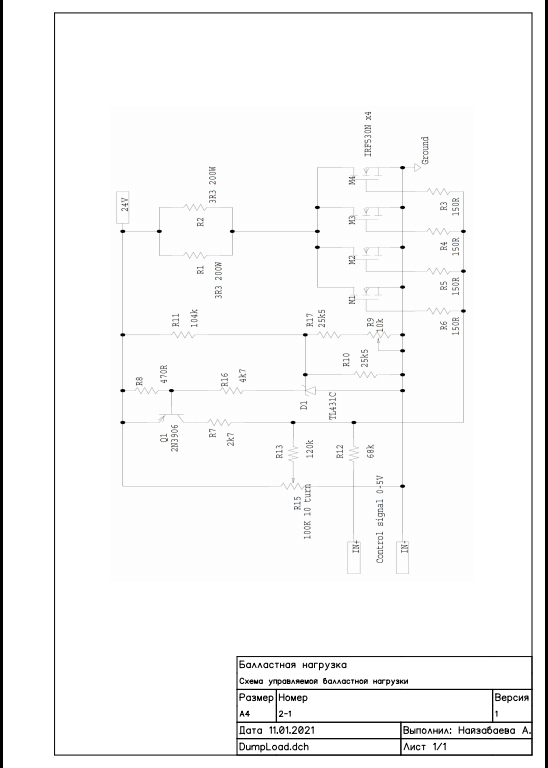 24V
R2
3R3 200W
R1
3R3 200W
IRF530N x4
M4
M3
M2
M1
Ground
R3
150R
R4
150R
R5
150R
R6
150R
R11
104k
R17
25k5
R9
10k
R10
25k5
R8
470R
R16
4k7
D1
TL431C
Q1
2N3906
R7
2k7
R13
120k
R12
68k
R15
100K 10 turn
Control signal 0-5V
IN+
IN+
Балластная нагрузка
Схема управляемой балластной нагрузки
Размер
Номер
Версия
A4
2-1
1
Дата 11.01.2021
Выполнил: Найзабаева А.
DumpLoad.dch
Лист 1/1